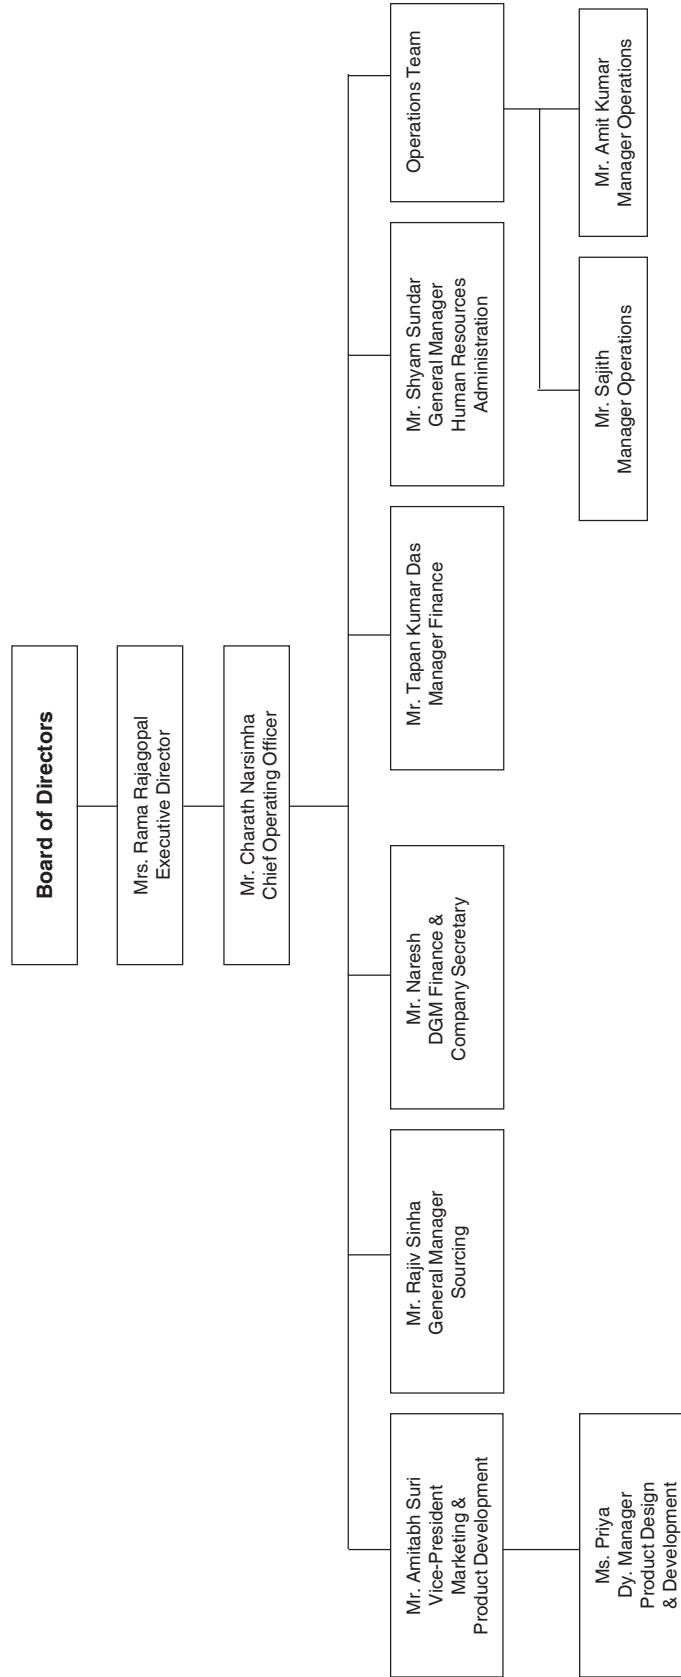 Board of Directors
Mrs. Rama Rajagopal
Executive Director
Mr. Charath Narsimha
Chief Operating Officer
Mr. Amitabh Suri
Vice-President
Marketing &
Product Development
Mr. Rajiv Sinha
General Manager
Sourcing
Mr. Naresh
DGM Finance &
Company Secretary
Mr. Tapan Kumar Das
Manager Finance
Mr. Shyam Sundar
General Manager
Human Resources
Administration
Operations Team
Ms. Priya
Dy. Manager
Product Design
& Development
Mr. Sajith
Manager Operations
Mr. Amit Kumar
Manager Operations